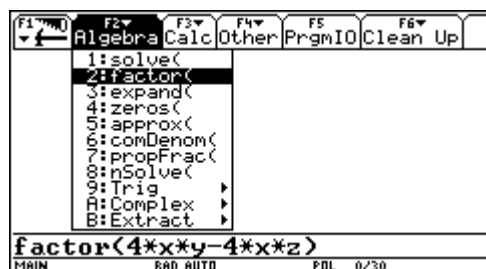 F1 F2 F3 F4 F5 F6
Algebra Calc Other PrgmIO Clean Up
1:solve(
2:factor(
3:expand(
4:zeros(
5:approx(
6:comDenom(
7:propFrac(
8:nSolve(
9:Trig
A:Complex
B:Extract
factor(4*x*y-4*x*z)
MAIN RAD AUTO POL 0/30